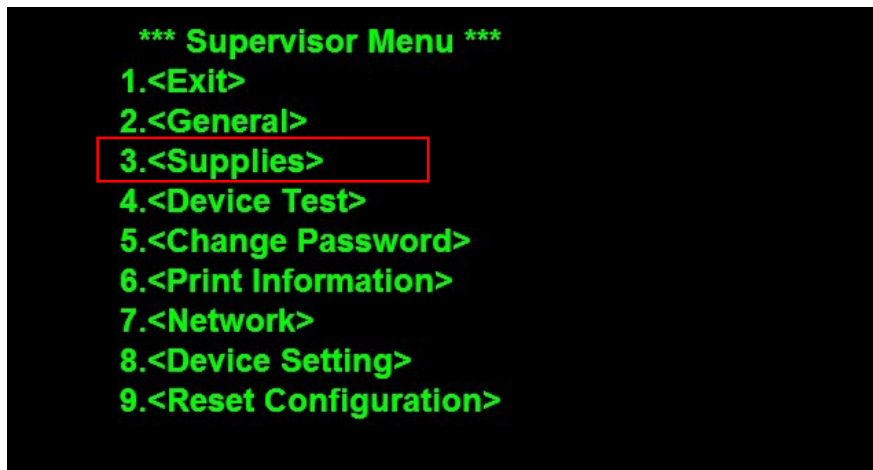 *** Supervisor Menu ***
1.<Exit>
2.<General>
3.<Supplies>
4.<Device Test>
5.<Change Password>
6.<Print Information>
7.<Network>
8.<Device Setting>
9.<Reset Configuration>